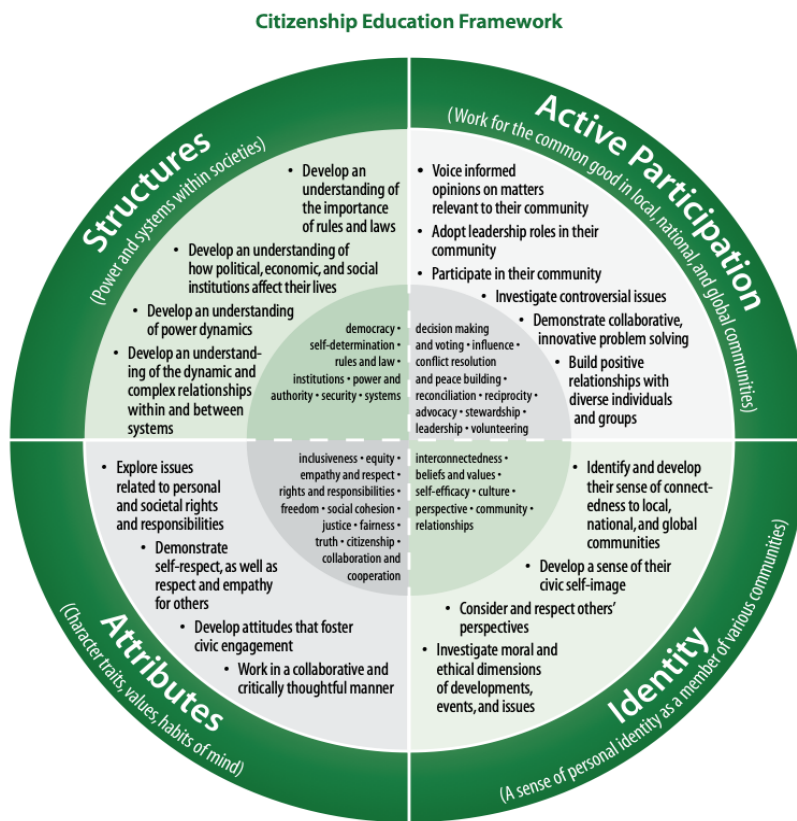 Citizenship Education Framework
Structures
(Power and systems within societies)
• Develop an
understanding of
the importance
of rules and laws
• Develop an understanding of
how political, economic, and social
institutions affect their lives
• Develop an understanding
of power dynamics
• Develop an understand-
ing of the dynamic and
complex relationships
within and between
systems
democracy •
self-determination •
rules and law •
institutions • power and
authority • security • systems
Active Participation
(Work for the common good in local, national, and global communities)
• Voice informed
opinions on matters
relevant to their community
• Adopt leadership roles in their
community
• Participate in their community
• Investigate controversial issues
• Demonstrate collaborative,
innovative problem solving
• Build positive
relationships with
diverse individuals
and groups
decision making
and voting • influence •
conflict resolution
and peace building •
reconciliation • reciprocity •
advocacy • stewardship •
leadership • volunteering
Attributes
(Character traits, values, habits of mind)
• Explore issues
related to personal
and societal rights
and responsibilities
• Demonstrate
self-respect, as well as
respect and empathy
for others
• Develop attitudes that foster
civic engagement
• Work in a collaborative and
critically thoughtful manner
inclusiveness • equity •
empathy and respect •
rights and responsibilities •
freedom • social cohesion •
justice • fairness •
truth • citizenship •
collaboration and
cooperation
Identity
(A sense of personal identity as a member of various communities)
interconnectedness •
beliefs and values •
self-efficacy • culture •
perspective • community •
relationships
• Identify and develop
their sense of connect-
edness to local,
national, and global
communities
• Develop a sense of their
civic self-image
• Consider and respect others'
perspectives
• Investigate moral and
ethical dimensions
of developments,
events, and issues